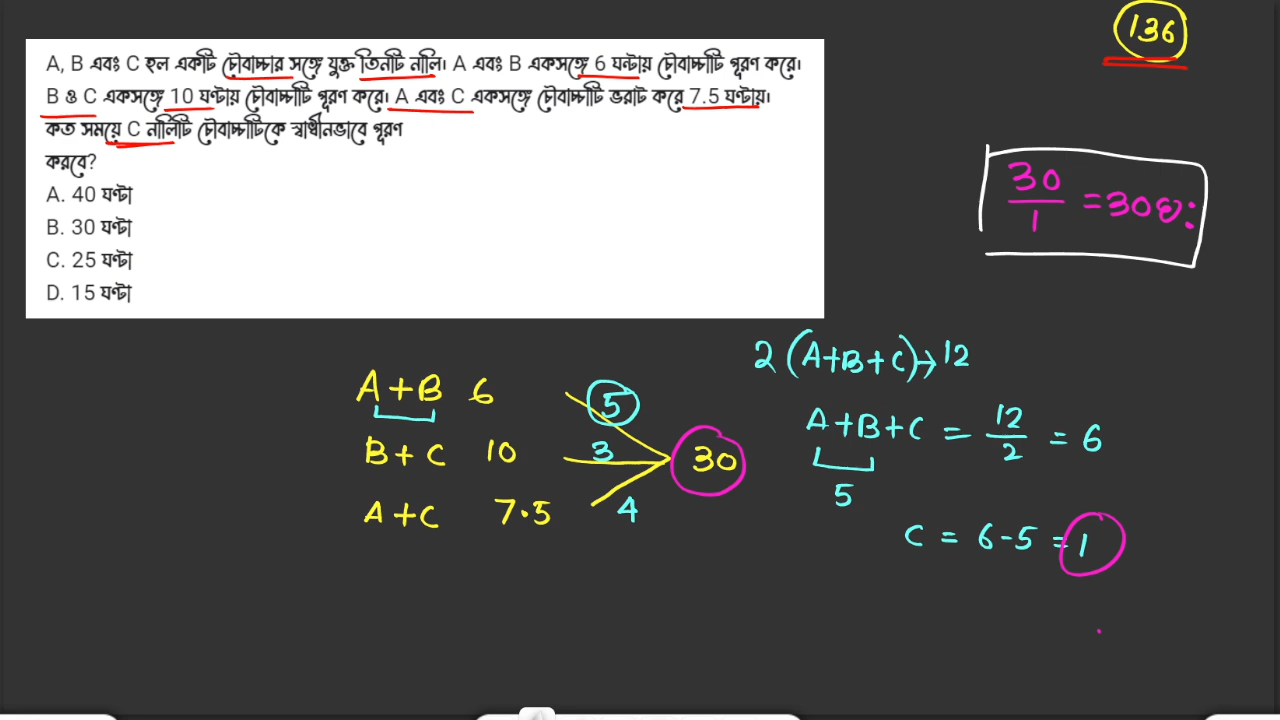 136
A, B এবং C হল একটি চৌবাচ্চার সঙ্গে যুক্ত তিনটি নালি। A এবং B একসঙ্গে 6 ঘন্টায় চৌবাচ্চাটি পূরণ করে।
B ও C একসঙ্গে 10 ঘণ্টায় চৌবাচ্চাটি পূরণ করে। A এবং C একসঙ্গে চৌবাচ্চাটি ভরাট করে 7.5 ঘণ্টায়।
কত সময়ে C নালিটি চৌবাচ্চাটিকে স্বাধীনভাবে পূরণ
করবে?
A. 40 ঘণ্টা
B. 30 ঘণ্টা
C. 25 ঘণ্টা
D. 15 ঘণ্টা
30/1 = 30ঘ:
A+B 6 5
B+C 10 3 30
A+C 7.5 4
2(A+B+C)→12
A+B+C = 12/2 = 6
5
C = 6-5 = 1